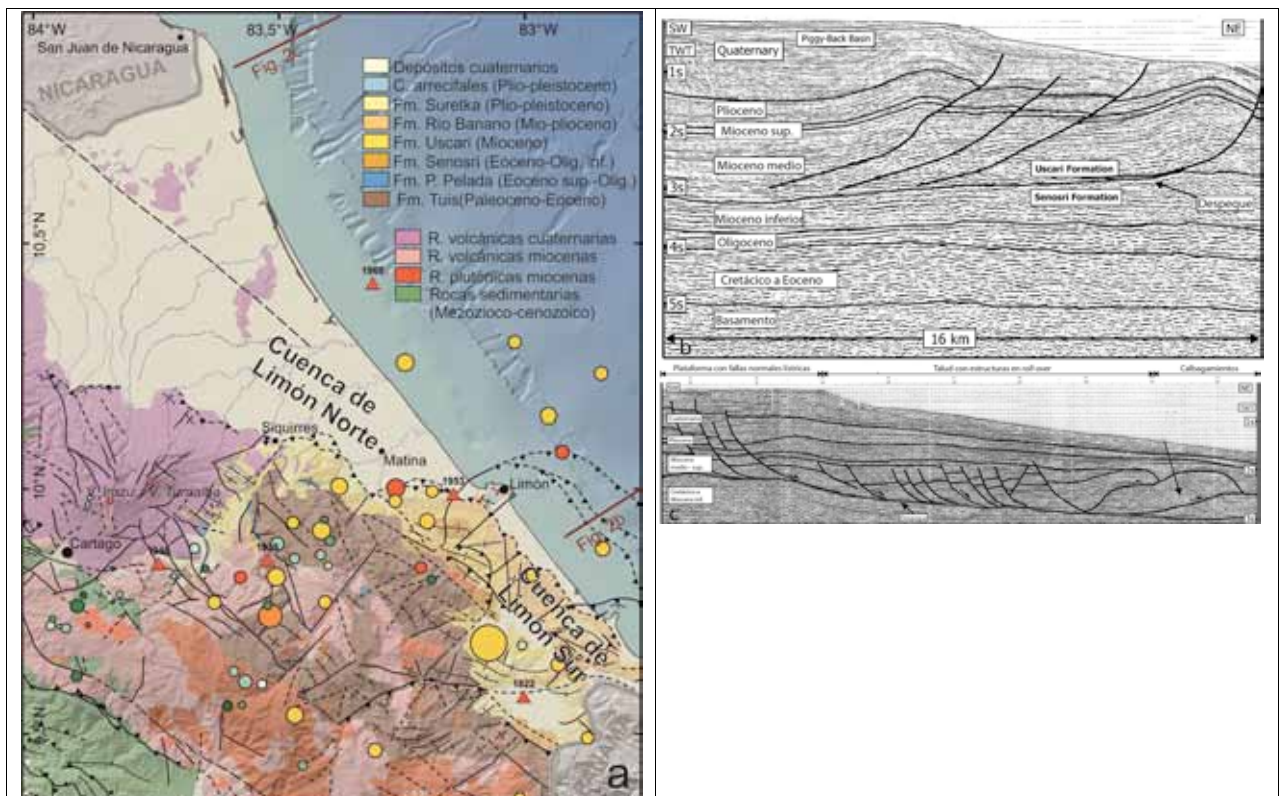 84°W
83,5°W
83°W
San Juan de Nicaragua
NICARAGUA
Depósitos cuaternarios
C. arrecifales (Plio-pleistoceno)
Fm. Suretka (Plio-pleistoceno)
Fm. Rio Banano (Mio-plioceno)
Fm. Uscari (Mioceno)
Fm. Senosri (Eoceno-Olig. inf.)
Fm. P. Pelada (Eoceno sup.-Olig.)
Fm. Tuis(Paleoceno-Eoceno)
R. volcánicas cuaternarias
R. volcánicas miocenas
R. plutónicas miocenas
Rocas sedimentarias
(Mezozioco-cenozoico)
10,5°N
Cuenca de
Limón Norte
Siquirres
Matina
10°N
1953
Limón
V. Irazu
V. Turrialba
Cartago
Cuenca de
Limón Sur
1822
a
SW
NE
TWT
Quaternary
Piggy-Back Basin
1s
Plioceno
2s
Mioceno sup.
Mioceno medio
Uscari Formation
3s
Senosri Formation
Despegue
Mioceno inferior
4s
Oligoceno
Cretácico a Eoceno
5s
Basamento
16 km
b
Plataforma con fallas normales lístricas
Talud con estructuras en roll-over
Cabalgamientos
NE
c